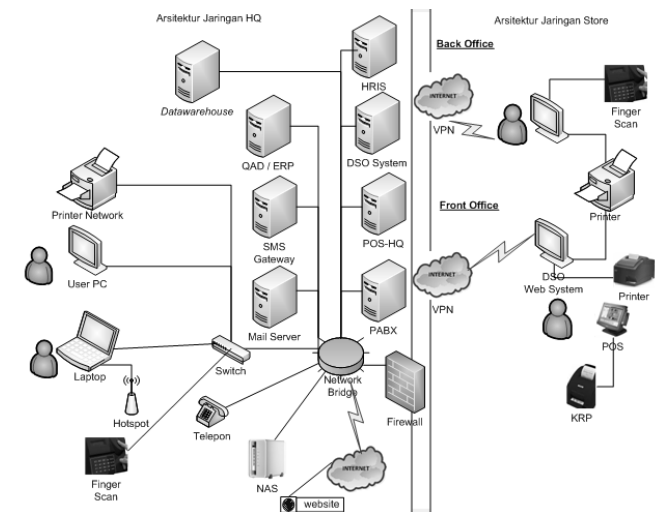 Arsitektur Jaringan HQ
Arsitektur Jaringan Store
Back Office
HRIS
Datawarehouse
INTERNET
VPN
Finger
Scan
QAD / ERP
DSO System
Printer Network
Front Office
Printer
SMS
Gateway
POS-HQ
User PC
INTERNET
VPN
DSO
Web System
Printer
Mail Server
PABX
POS
Laptop
Switch
Network
Bridge
Hotspot
Telepon
Firewall
KRP
Finger
Scan
NAS
INTERNET
website